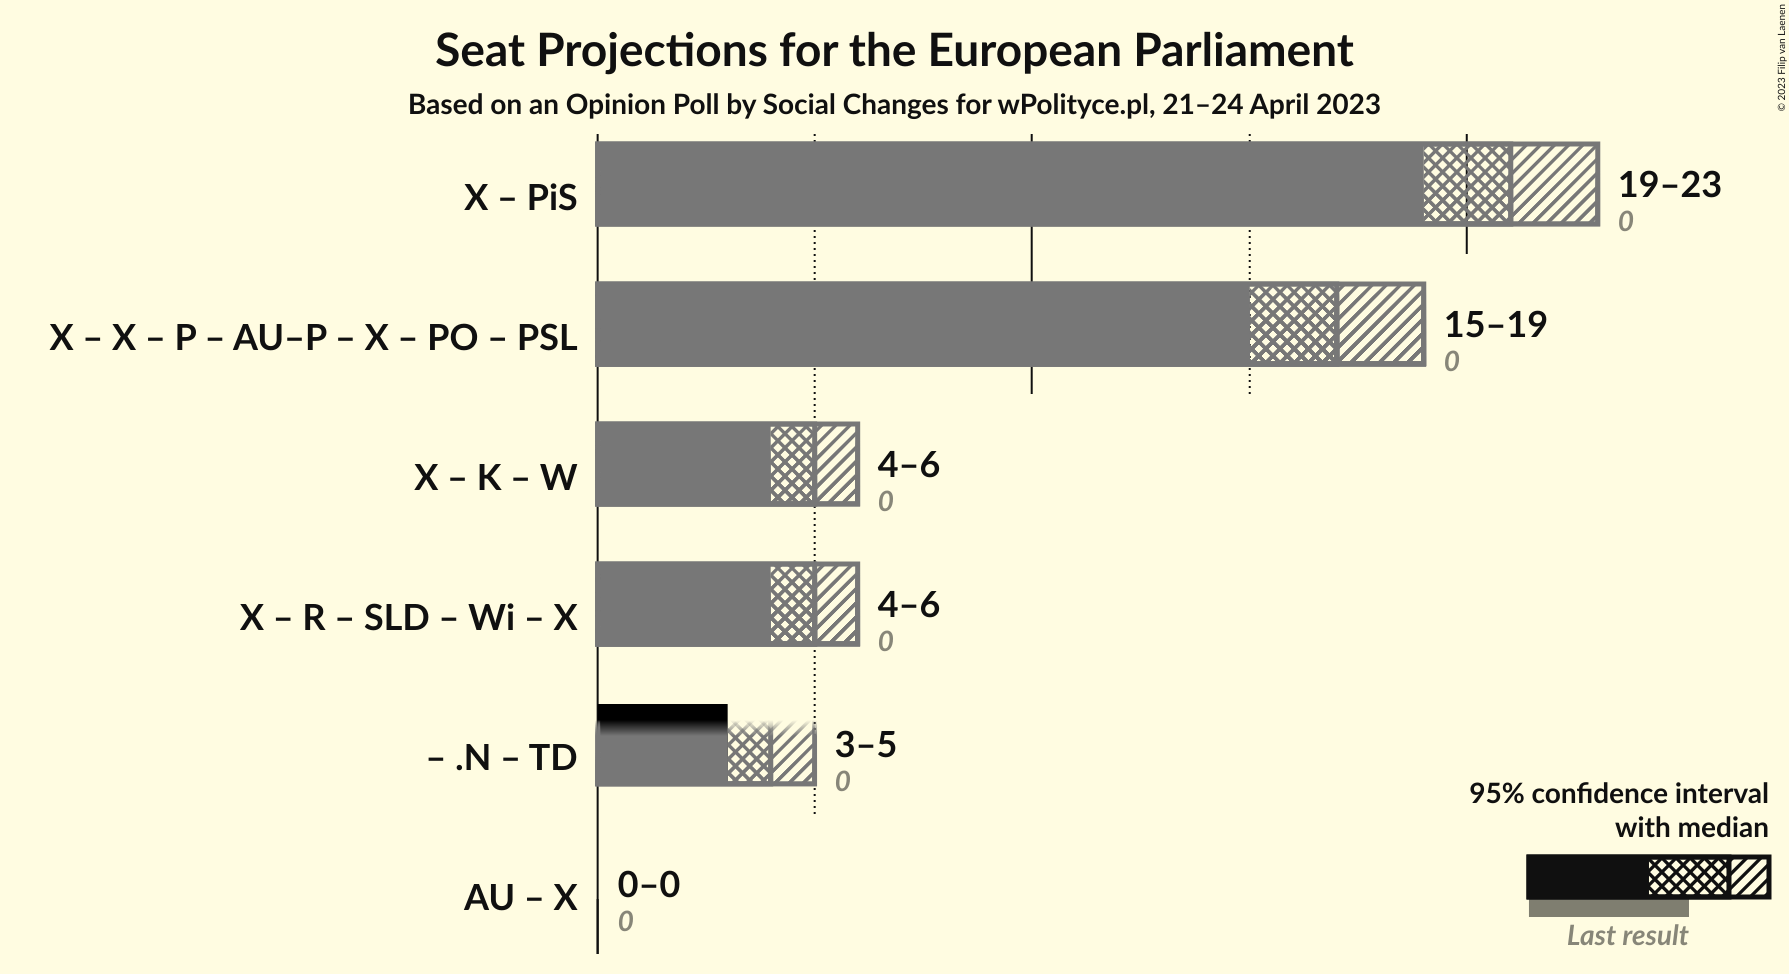 Seat Projections for the European Parliament
Based on an Opinion Poll by Social Changes for wPolityce.pl, 21–24 April 2023
© 2023 Filip van Laenen
X – PiS
19–23
0
X – X – P – AU–P – X – PO – PSL
15–19
0
X – K – W
4–6
0
X – R – SLD – Wi – X
4–6
0
– .N – TD
3–5
0
AU – X
0–0
0
95% confidence interval
with median
Last result